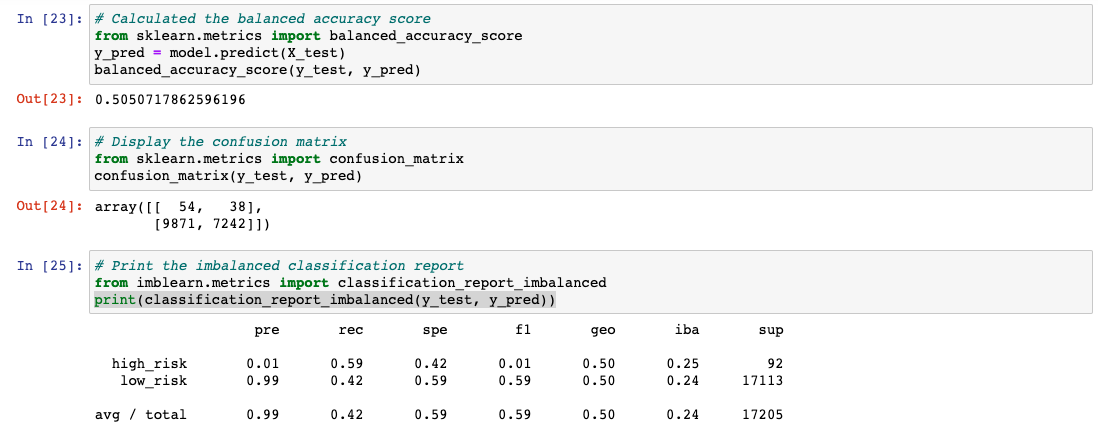 In [23]: # Calculated the balanced accuracy score
from sklearn.metrics import balanced_accuracy_score
y_pred = model.predict(X_test)
balanced_accuracy_score(y_test, y_pred)
Out[23]: 0.5050717862596196
In [24]: # Display the confusion matrix
from sklearn.metrics import confusion_matrix
confusion_matrix(y_test, y_pred)
Out[24]: array([[  54,   38],
       [9871, 7242]])
In [25]: # Print the imbalanced classification report
from imblearn.metrics import classification_report_imbalanced
print(classification_report_imbalanced(y_test, y_pred))
pre rec spe f1 geo iba sup
high_risk 0.01 0.59 0.42 0.01 0.50 0.25 92
low_risk 0.99 0.42 0.59 0.59 0.50 0.24 17113
avg / total 0.99 0.42 0.59 0.59 0.50 0.24 17205